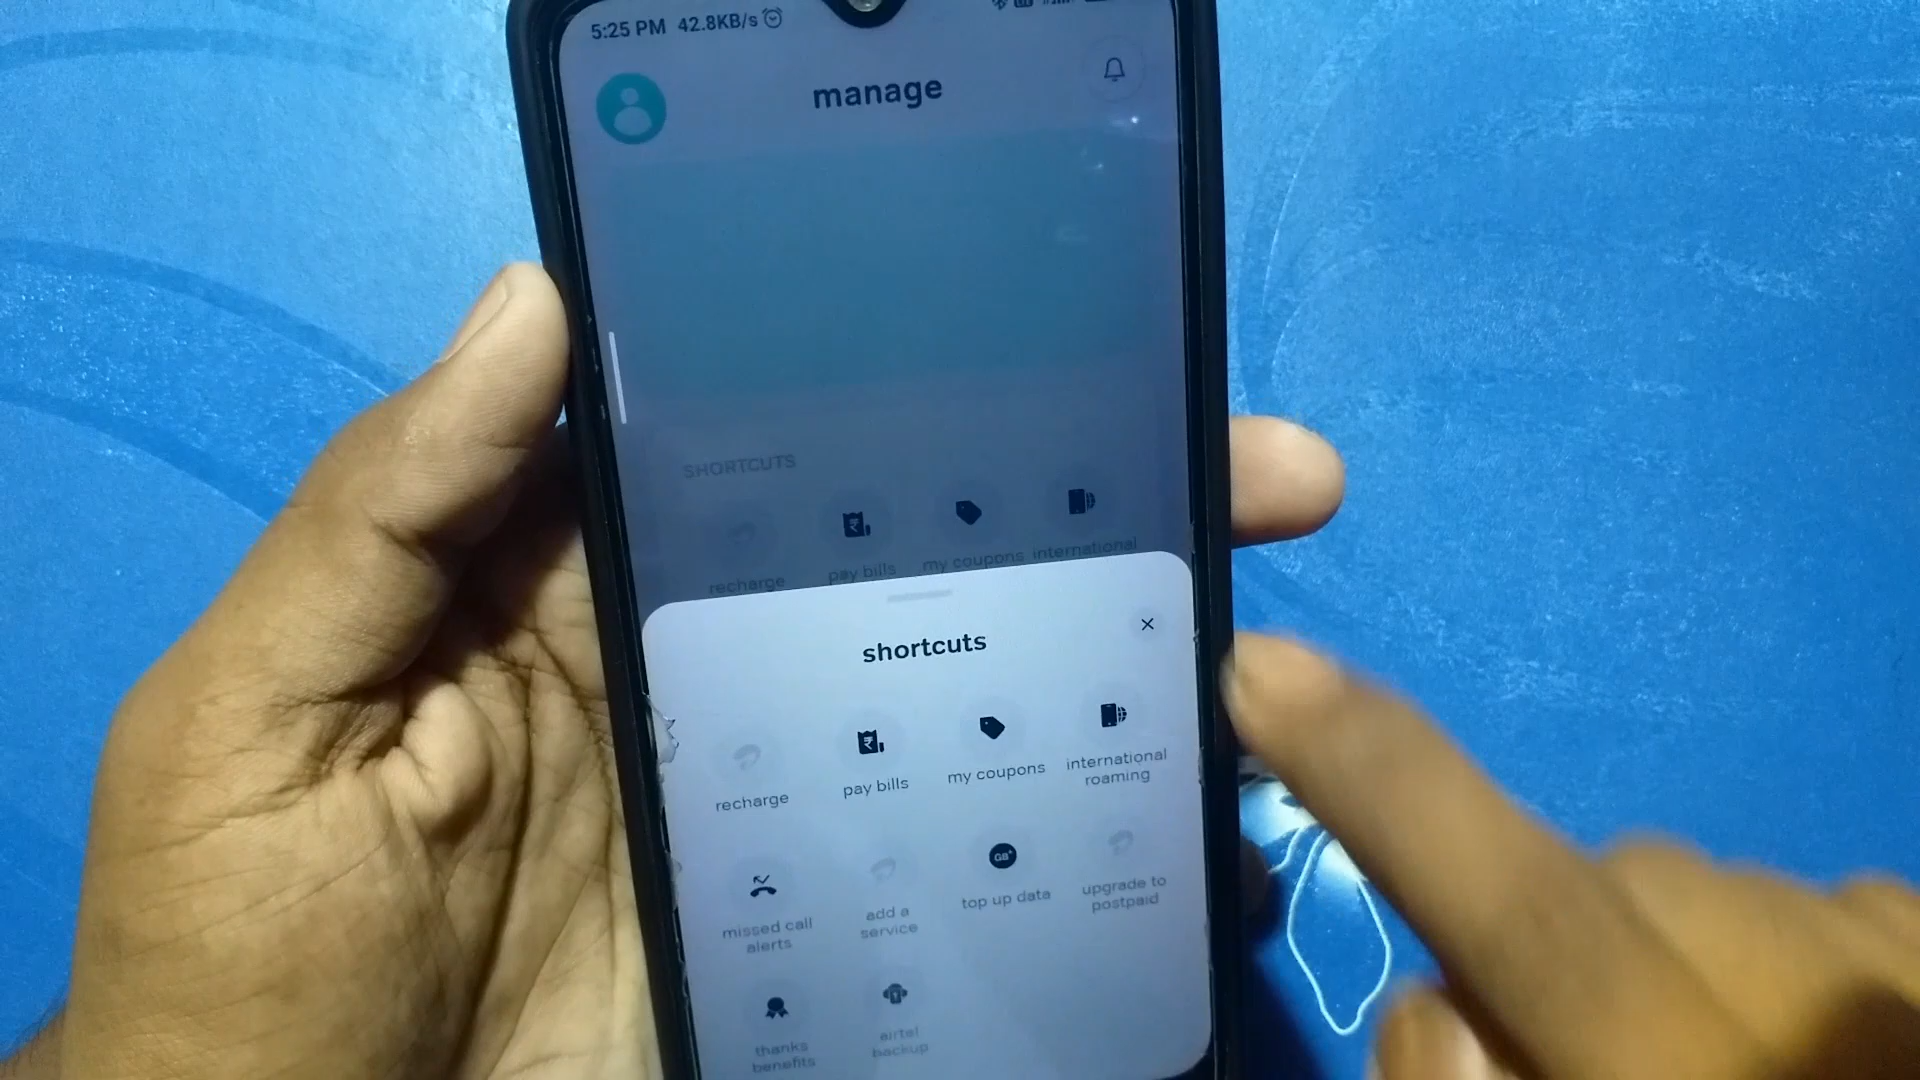 5:25 PM 42.8KB/s
manage
SHORTCUTS
recharge pay bills my coupons international
shortcuts
recharge pay bills my coupons international
roaming
missed call add a top up data upgrade to
alerts service postpaid
GB+
thanks airtel
benefits backup